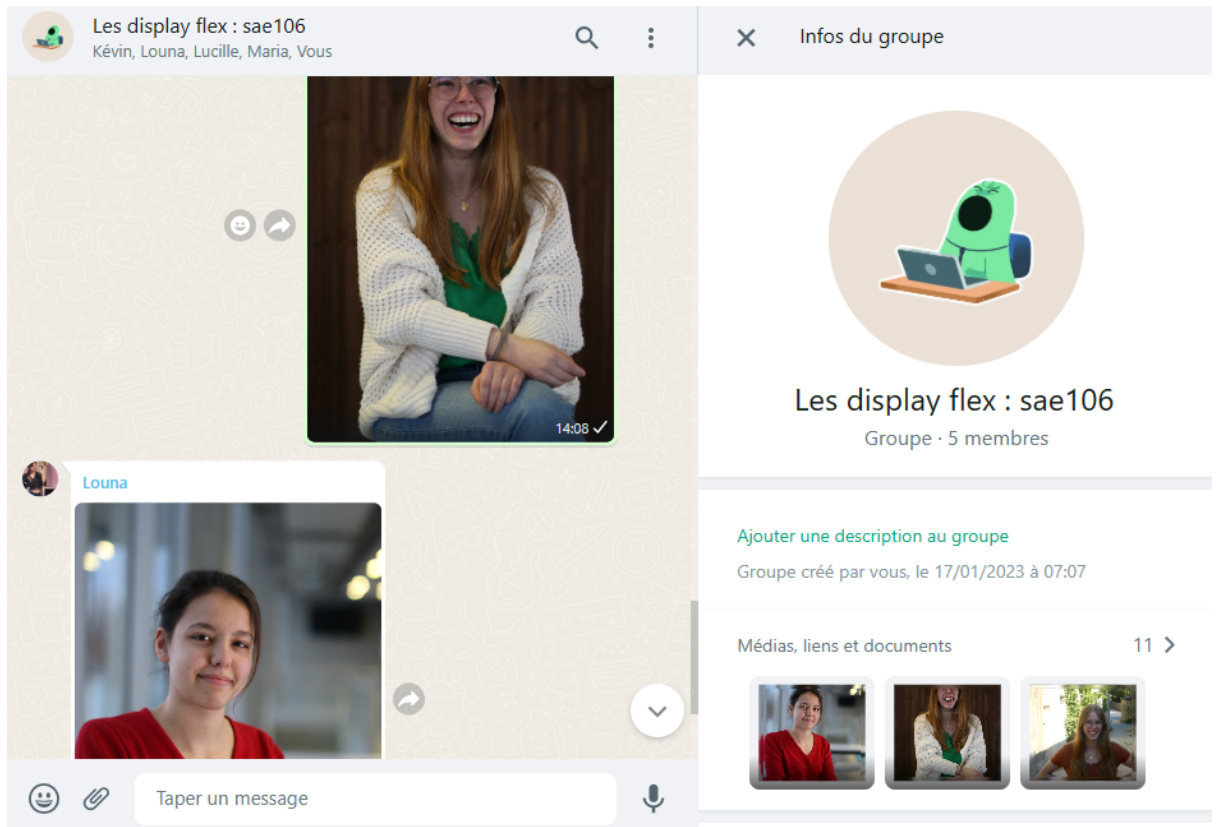 Les display flex : sae106
Kévin, Louna, Lucille, Maria, Vous
14:08
Louna
Taper un message
Infos du groupe
Les display flex : sae106
Groupe · 5 membres
Ajouter une description au groupe
Groupe créé par vous, le 17/01/2023 à 07:07
Médias, liens et documents 11